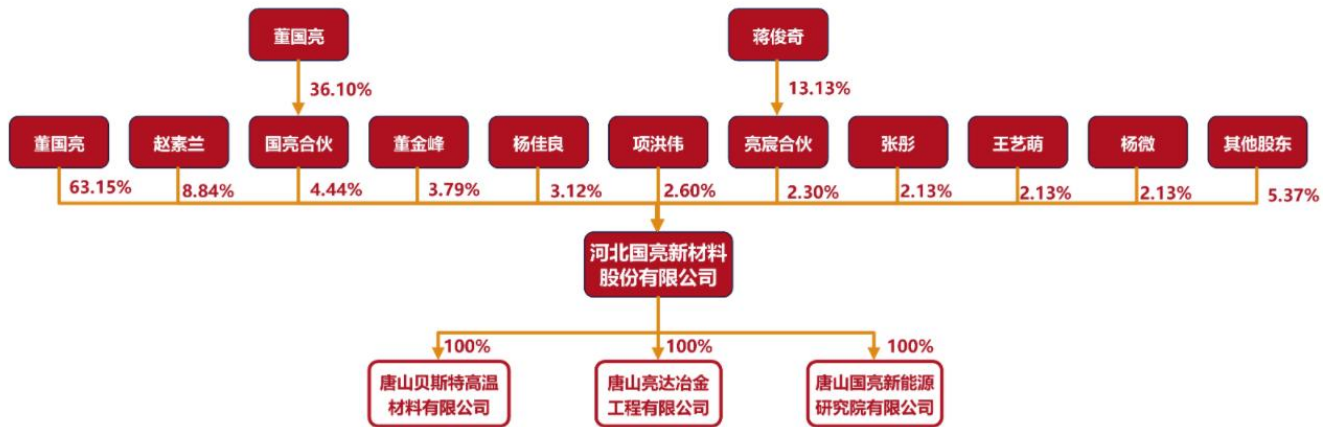 董国亮
蒋俊奇
36.10%
13.13%
董国亮
赵素兰
国亮合伙
董金峰
杨佳良
项洪伟
亮宸合伙
张彤
王艺萌
杨微
其他股东
63.15%
8.84%
4.44%
3.79%
3.12%
2.60%
2.30%
2.13%
2.13%
2.13%
5.37%
河北国亮新材料
股份有限公司
100%
100%
100%
唐山贝斯特高温
材料有限公司
唐山亮达冶金
工程有限公司
唐山国亮新能源
研究院有限公司